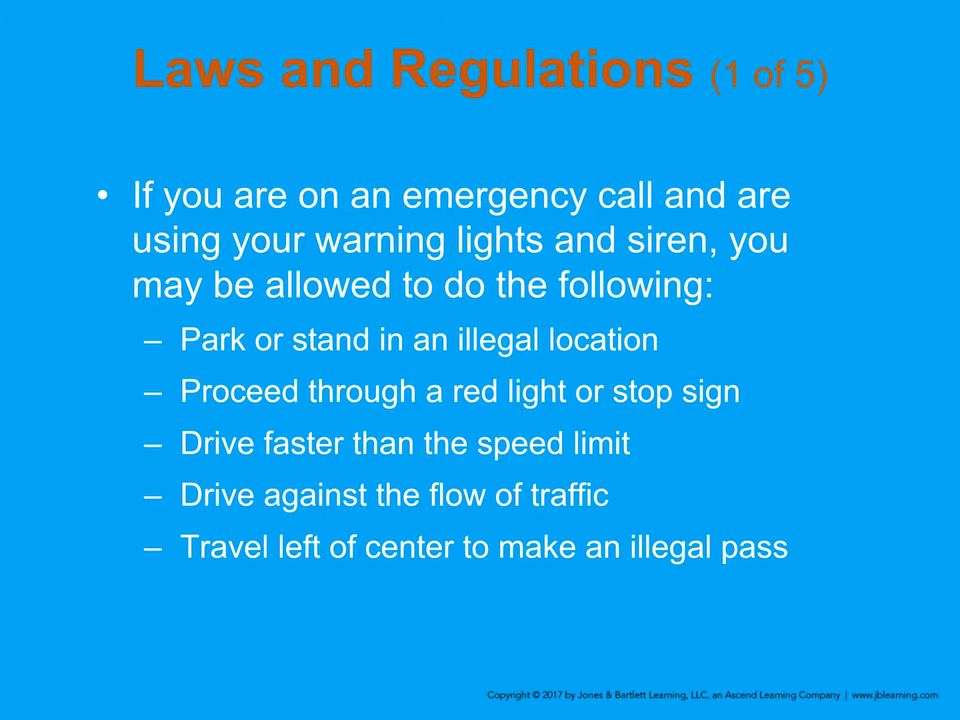 Laws and Regulations (1 of 5)
• If you are on an emergency call and are
using your warning lights and siren, you
may be allowed to do the following:
– Park or stand in an illegal location
– Proceed through a red light or stop sign
– Drive faster than the speed limit
– Drive against the flow of traffic
– Travel left of center to make an illegal pass
Copyright © 2017 by Jones & Bartlett Learning, LLC, an Ascend Learning Company | www.jblearning.com